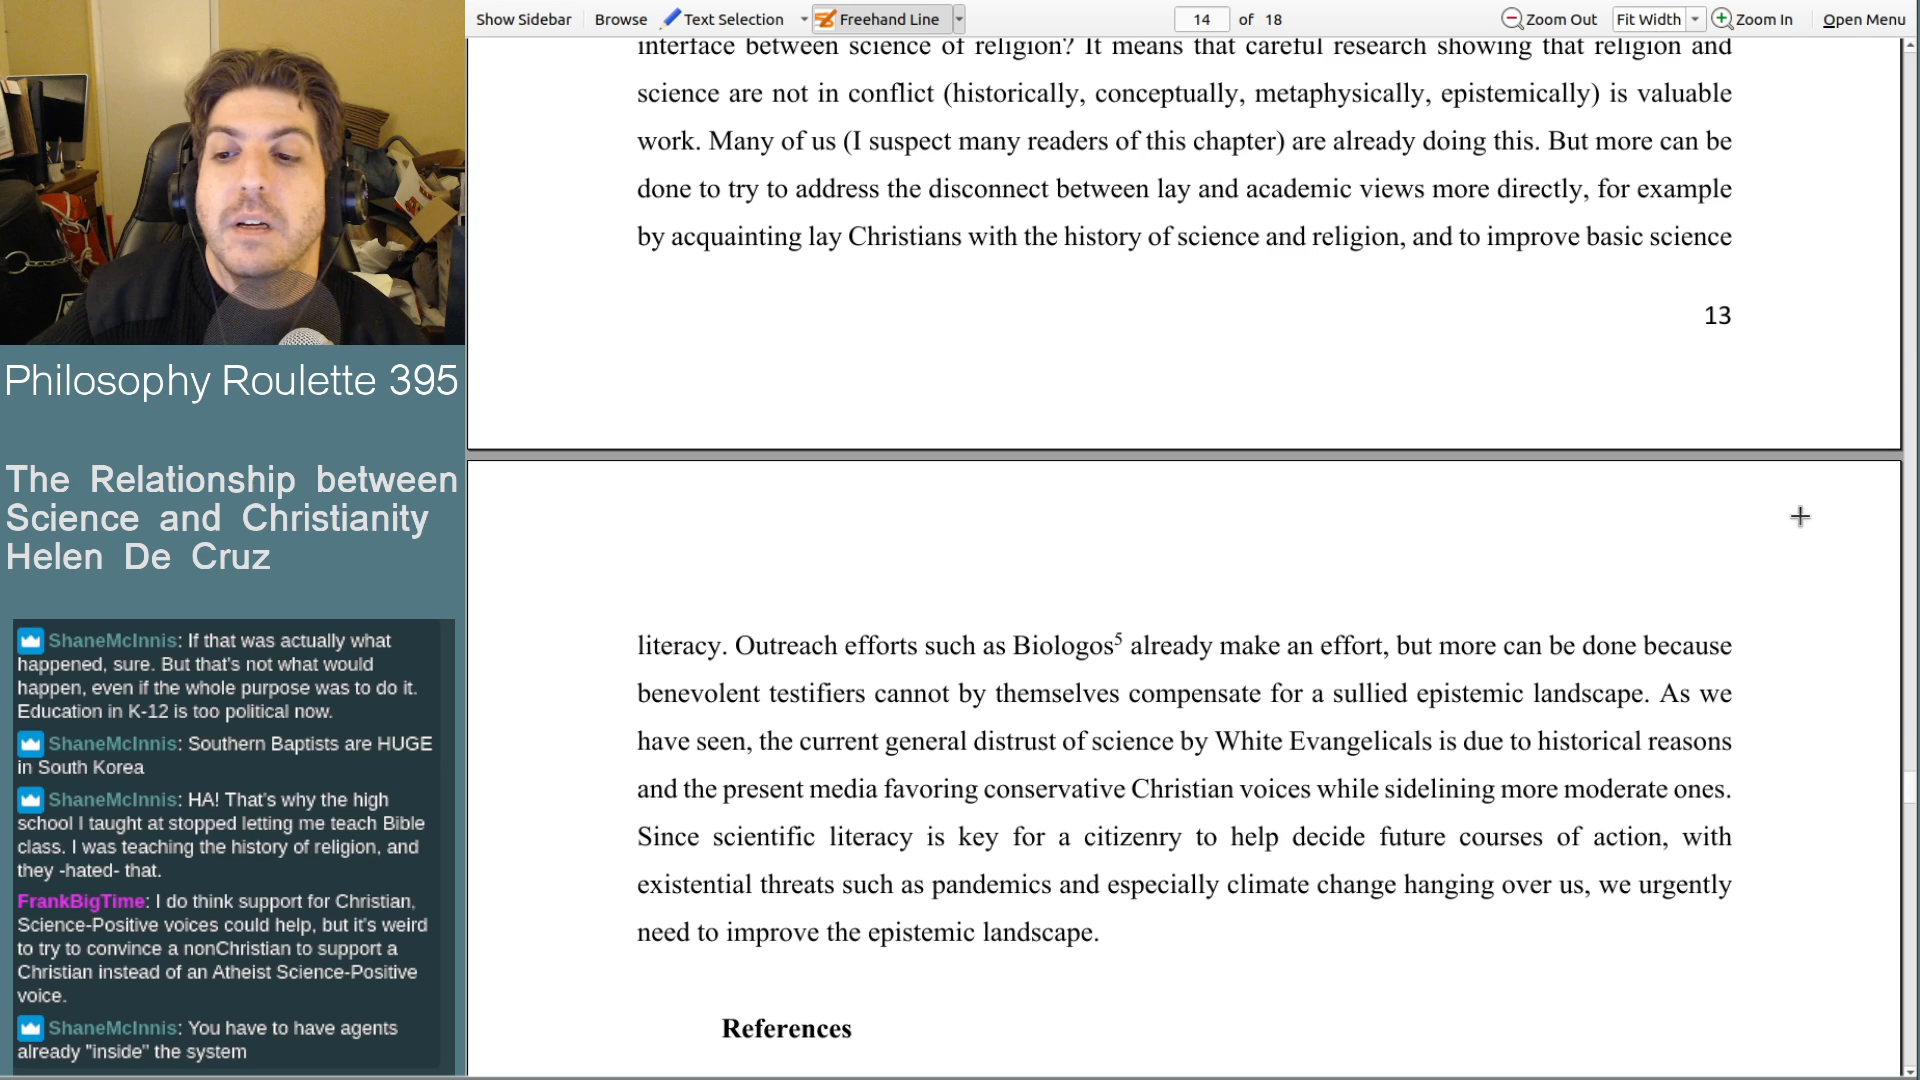 Show Sidebar Browse Text Selection Freehand Line 14 of 18 Zoom Out Fit Width Zoom In Open Menu
interface between science of religion? It means that careful research showing that religion and
science are not in conflict (historically, conceptually, metaphysically, epistemically) is valuable
work. Many of us (I suspect many readers of this chapter) are already doing this. But more can be
done to try to address the disconnect between lay and academic views more directly, for example
by acquainting lay Christians with the history of science and religion, and to improve basic science
13
literacy. Outreach efforts such as Biologos5 already make an effort, but more can be done because
benevolent testifiers cannot by themselves compensate for a sullied epistemic landscape. As we
have seen, the current general distrust of science by White Evangelicals is due to historical reasons
and the present media favoring conservative Christian voices while sidelining more moderate ones.
Since scientific literacy is key for a citizenry to help decide future courses of action, with
existential threats such as pandemics and especially climate change hanging over us, we urgently
need to improve the epistemic landscape.
References
Philosophy Roulette 395
The Relationship between
Science and Christianity
Helen De Cruz
ShaneMcInnis: If that was actually what
happened, sure. But that's not what would
happen, even if the whole purpose was to do it.
Education in K-12 is too political now.
ShaneMcInnis: Southern Baptists are HUGE
in South Korea
ShaneMcInnis: HA! That's why the high
school I taught at stopped letting me teach Bible
class. I was teaching the history of religion, and
they -hated- that.
FrankBigTime: I do think support for Christian,
Science-Positive voices could help, but it's weird
to try to convince a nonChristian to support a
Christian instead of an Atheist Science-Positive
voice.
ShaneMcInnis: You have to have agents
already "inside" the system